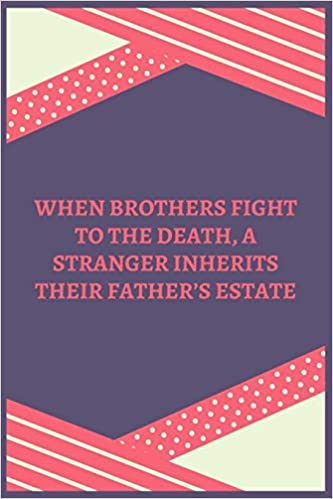 WHEN BROTHERS FIGHT
TO THE DEATH, A
STRANGER INHERITS
THEIR FATHER’S ESTATE